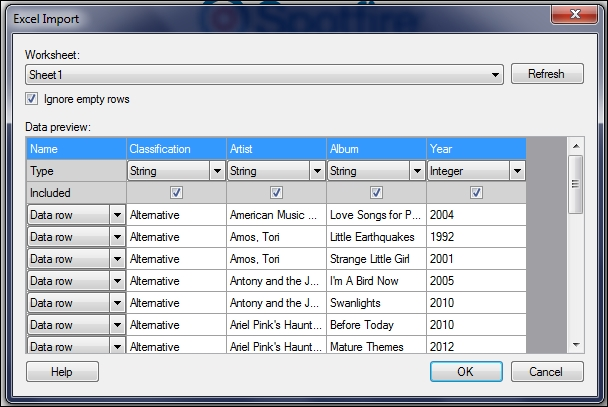 Spotfire
Excel Import
Worksheet:
Sheet1 Refresh
Ignore empty rows
Data preview:
Name Classification Artist Album Year
Type String String String Integer
Included
Data row Alternative American Music ... Love Songs for P... 2004
Data row Alternative Amos, Tori Little Earthquakes 1992
Data row Alternative Amos, Tori Strange Little Girl 2001
Data row Alternative Antony and the J... I'm A Bird Now 2005
Data row Alternative Antony and the J... Swanlights 2010
Data row Alternative Ariel Pink's Haunt... Before Today 2010
Data row Alternative Ariel Pink's Haunt... Mature Themes 2012
Help OK Cancel